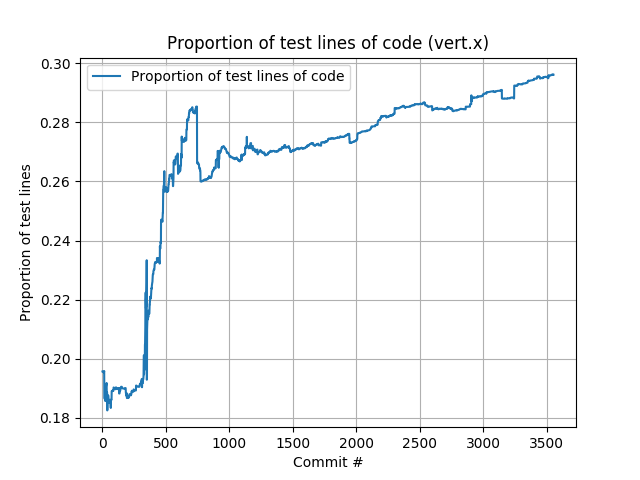 Proportion of test lines of code (vert.x)
Proportion of test lines of code
0.30
0.28
0.26
0.24
0.22
0.20
0.18
Proportion of test lines
0 500 1000 1500 2000 2500 3000 3500
Commit #